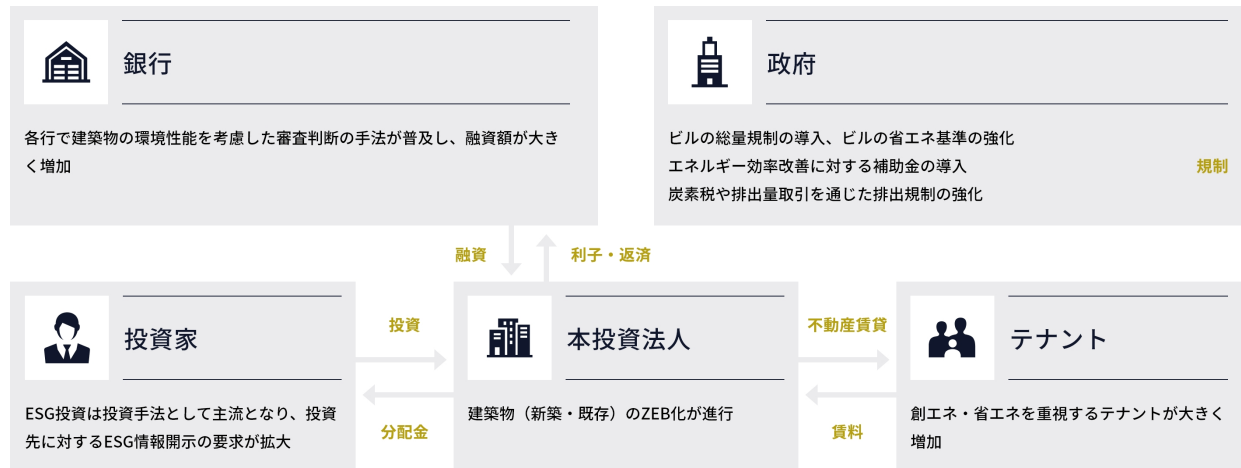 銀行
各行で建築物の環境性能を考慮した審査判断の手法が普及し、融資額が大き
く増加
政府
ビルの総量規制の導入、ビルの省エネ基準の強化
エネルギー効率改善に対する補助金の導入
炭素税や排出量取引を通じた排出規制の強化
規制
融資
利子・返済
投資家
ESG投資は投資手法として主流となり、投資
先に対するESG情報開示の要求が拡大
投資
分配金
本投資法人
建築物（新築・既存）のZEB化が進行
不動産賃貸
賃料
テナント
創エネ・省エネを重視するテナントが大きく
増加